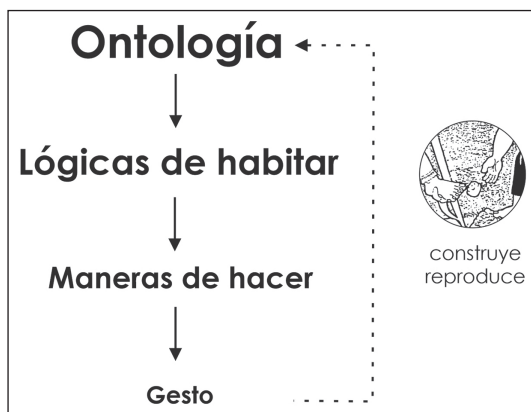 Ontología
Lógicas de habitar
Maneras de hacer
Gesto
construye
reproduce